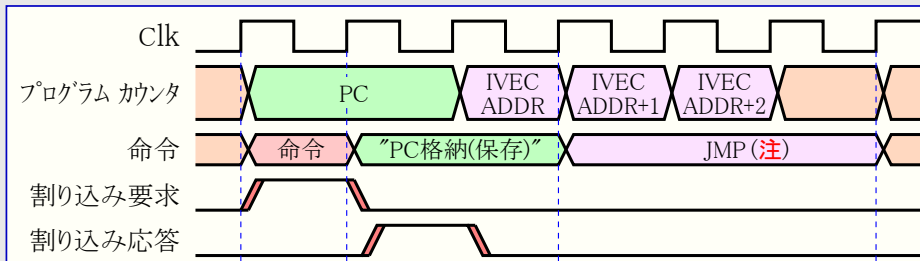 Clk
プログラム カウンタ
PC
IVEC
ADDR
IVEC
ADDR+1
IVEC
ADDR+2
命令
命令
"PC格納(保存)"
JMP(注)
割り込み要求
割り込み応答